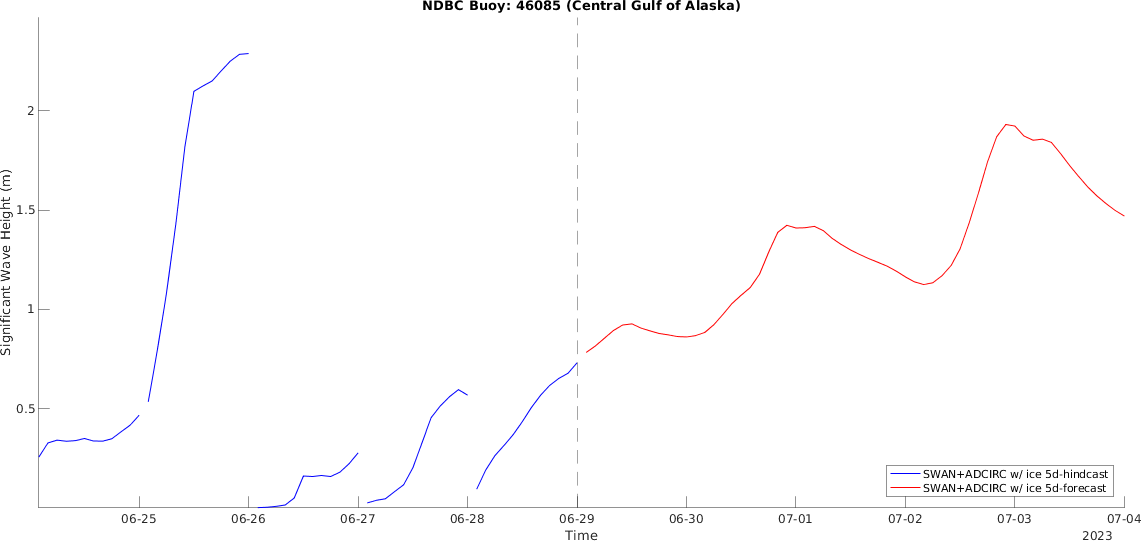 NDBC Buoy: 46085 (Central Gulf of Alaska)
Significant Wave Height (m)
2
1.5
1
0.5
SWAN+ADCIRC w/ ice 5d-hindcast
SWAN+ADCIRC w/ ice 5d-forecast
06-25 06-26 06-27 06-28 06-29 06-30 07-01 07-02 07-03 07-04
Time
2023